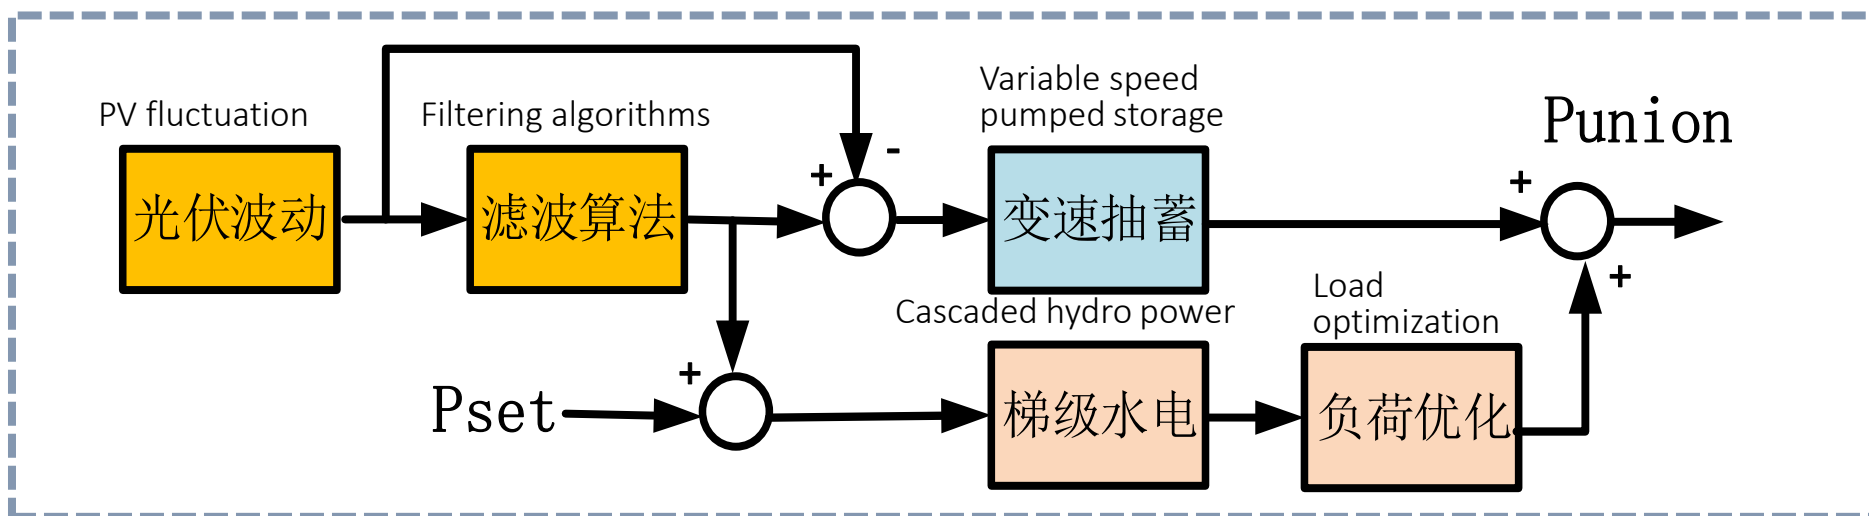 PV fluctuation
光伏波动
Filtering algorithms
滤波算法
+
-
Variable speed
pumped storage
变速抽蓄
Punion
+
+
Pset
+
Cascaded hydro power
梯级水电
Load
optimization
负荷优化